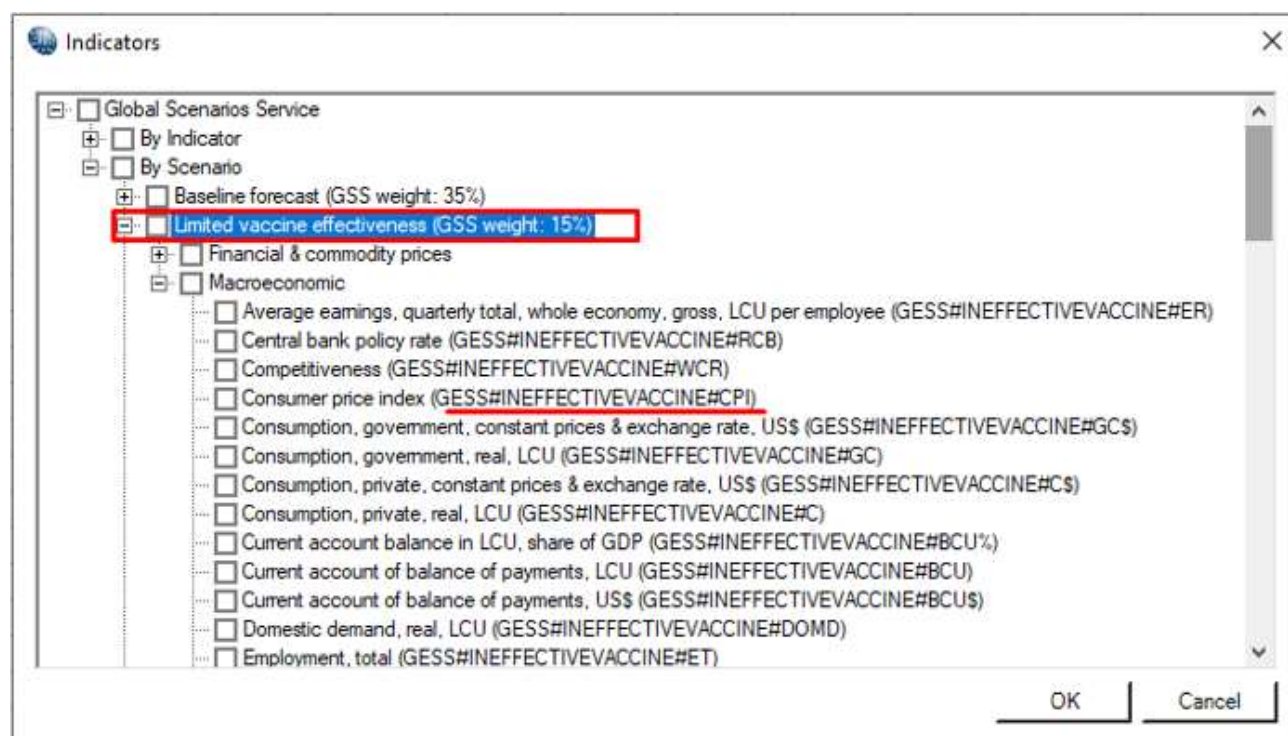 Indicators
Global Scenarios Service
By Indicator
By Scenario
Baseline forecast (GSS weight: 35%)
Limited vaccine effectiveness (GSS weight: 15%)
Financial & commodity prices
Macroeconomic
Average earnings, quarterly total, whole economy, gross, LCU per employee (GESS#INEFFECTIVEVACCINE#ER)
Central bank policy rate (GESS#INEFFECTIVEVACCINE#RCB)
Competitiveness (GESS#INEFFECTIVEVACCINE#WCR)
Consumer price index (GESS#INEFFECTIVEVACCINE#CPI)
Consumption, government, constant prices & exchange rate, US$ (GESS#INEFFECTIVEVACCINE#GC$)
Consumption, government, real, LCU (GESS#INEFFECTIVEVACCINE#GC)
Consumption, private, constant prices & exchange rate, US$ (GESS#INEFFECTIVEVACCINE#C$)
Consumption, private, real, LCU (GESS#INEFFECTIVEVACCINE#C)
Current account balance in LCU, share of GDP (GESS#INEFFECTIVEVACCINE#BCU%)
Current account of balance of payments, LCU (GESS#INEFFECTIVEVACCINE#BCU)
Current account of balance of payments, US$ (GESS#INEFFECTIVEVACCINE#BCU$)
Domestic demand, real, LCU (GESS#INEFFECTIVEVACCINE#DOMD)
Employment, total (GESS#INEFFECTIVEVACCINE#ET)
OK Cancel